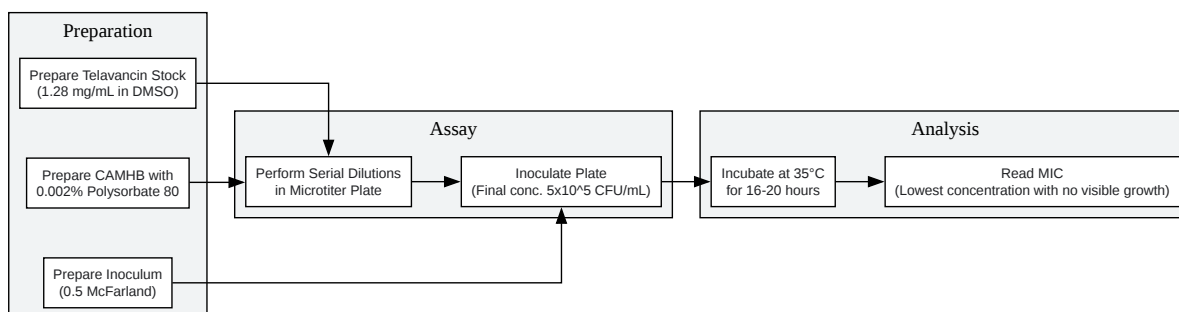 Preparation
Prepare Telavancin Stock
(1.28 mg/mL in DMSO)
Prepare CAMHB with
0.002% Polysorbate 80
Prepare Inoculum
(0.5 McFarland)
Assay
Perform Serial Dilutions
in Microtiter Plate
Inoculate Plate
(Final conc. 5x10^5 CFU/mL)
Analysis
Incubate at 35°C
for 16-20 hours
Read MIC
(Lowest concentration with no visible growth)